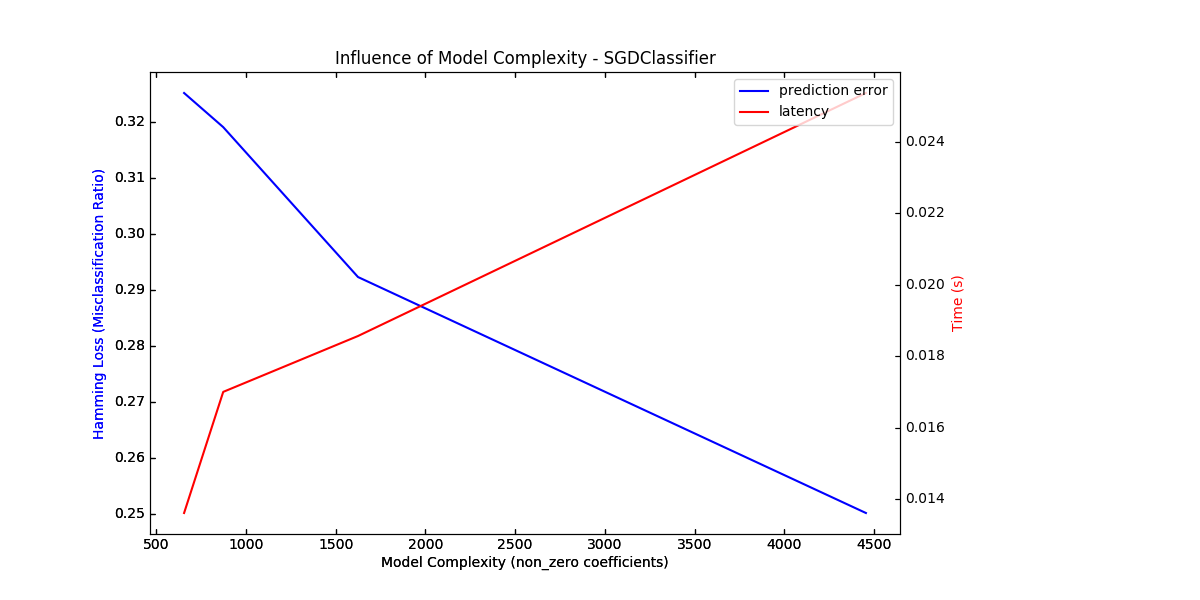 Influence of Model Complexity - SGDClassifier
prediction error
latency
0.32
0.31
0.30
0.29
0.28
0.27
0.26
0.25
Hamming Loss (Misclassification Ratio)
0.024
0.022
0.020
0.018
0.016
0.014
Time (s)
500 1000 1500 2000 2500 3000 3500 4000 4500
Model Complexity (non_zero coefficients)